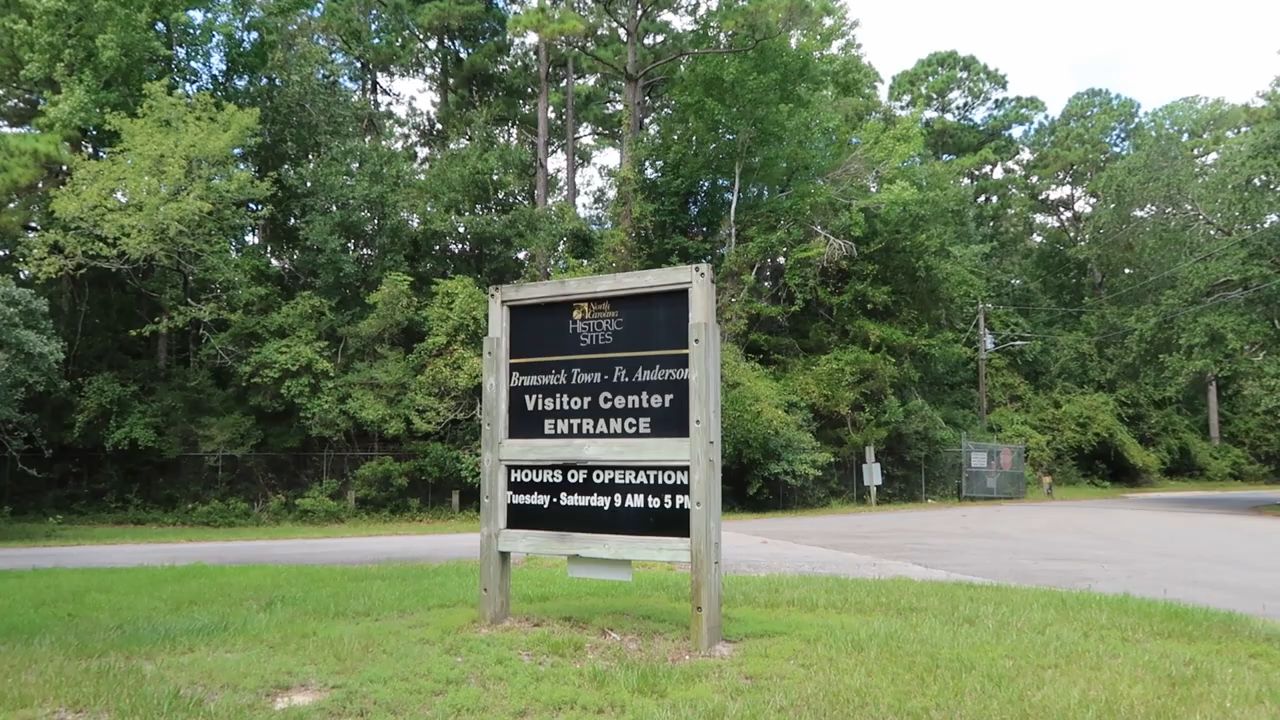 North
Carolina
HISTORIC
SITES
Brunswick Town - Ft. Anderson
Visitor Center
ENTRANCE
HOURS OF OPERATION
Tuesday - Saturday 9 AM to 5 PM